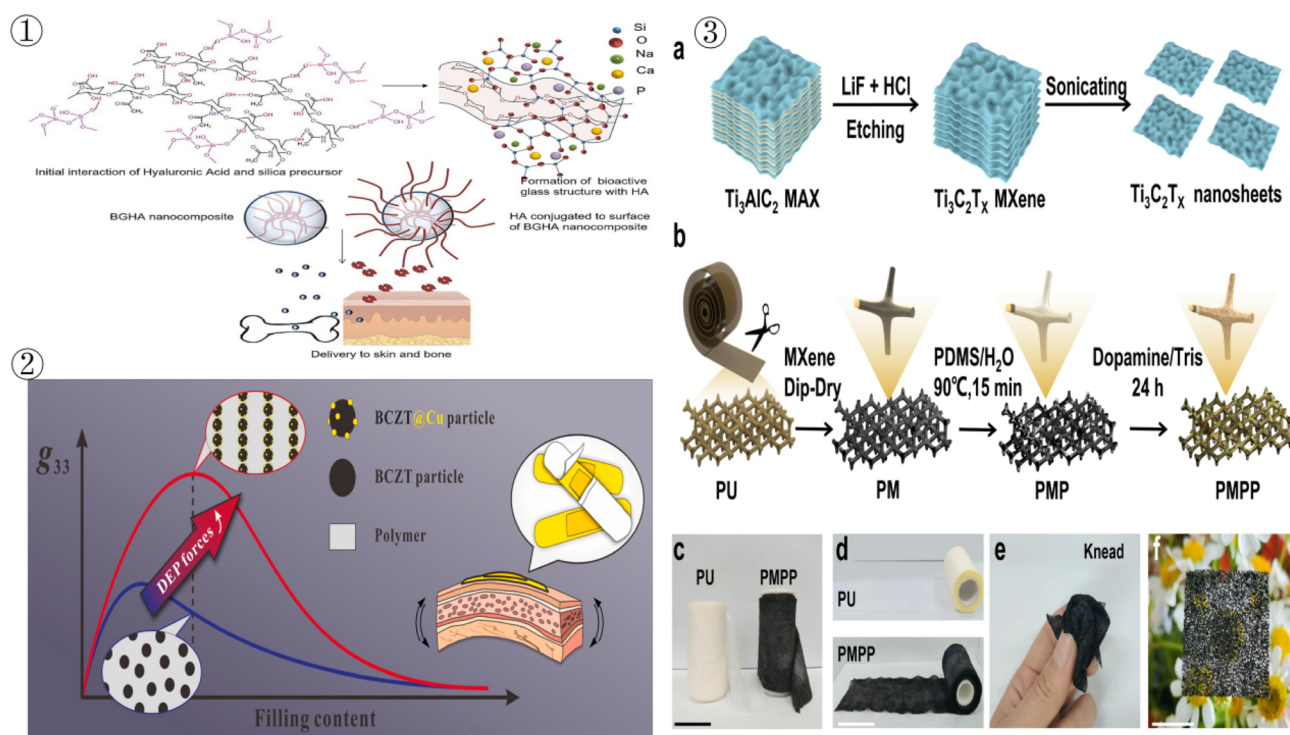 ①
Si
O
Na
Ca
P
Initial interaction of Hyaluronic Acid and silica precursor
Formation of bioactive
glass structure with HA
BGHA nanocomposite
HA conjugated to surface
of BGHA nanocomposite
Delivery to skin and bone
②
g33
BCZT@Cu particle
BCZT particle
Polymer
DEP forces
Filling content
③
a
LiF + HCl
Etching
Sonicating
Ti3AlC2 MAX
Ti3C2TX MXene
Ti3C2TX nanosheets
b
MXene
Dip-Dry
PDMS/H2O
90℃,15 min
Dopamine/Tris
24 h
PU
PM
PMP
PMPP
c
PU
PMPP
d
PU
PMPP
e
Knead
f